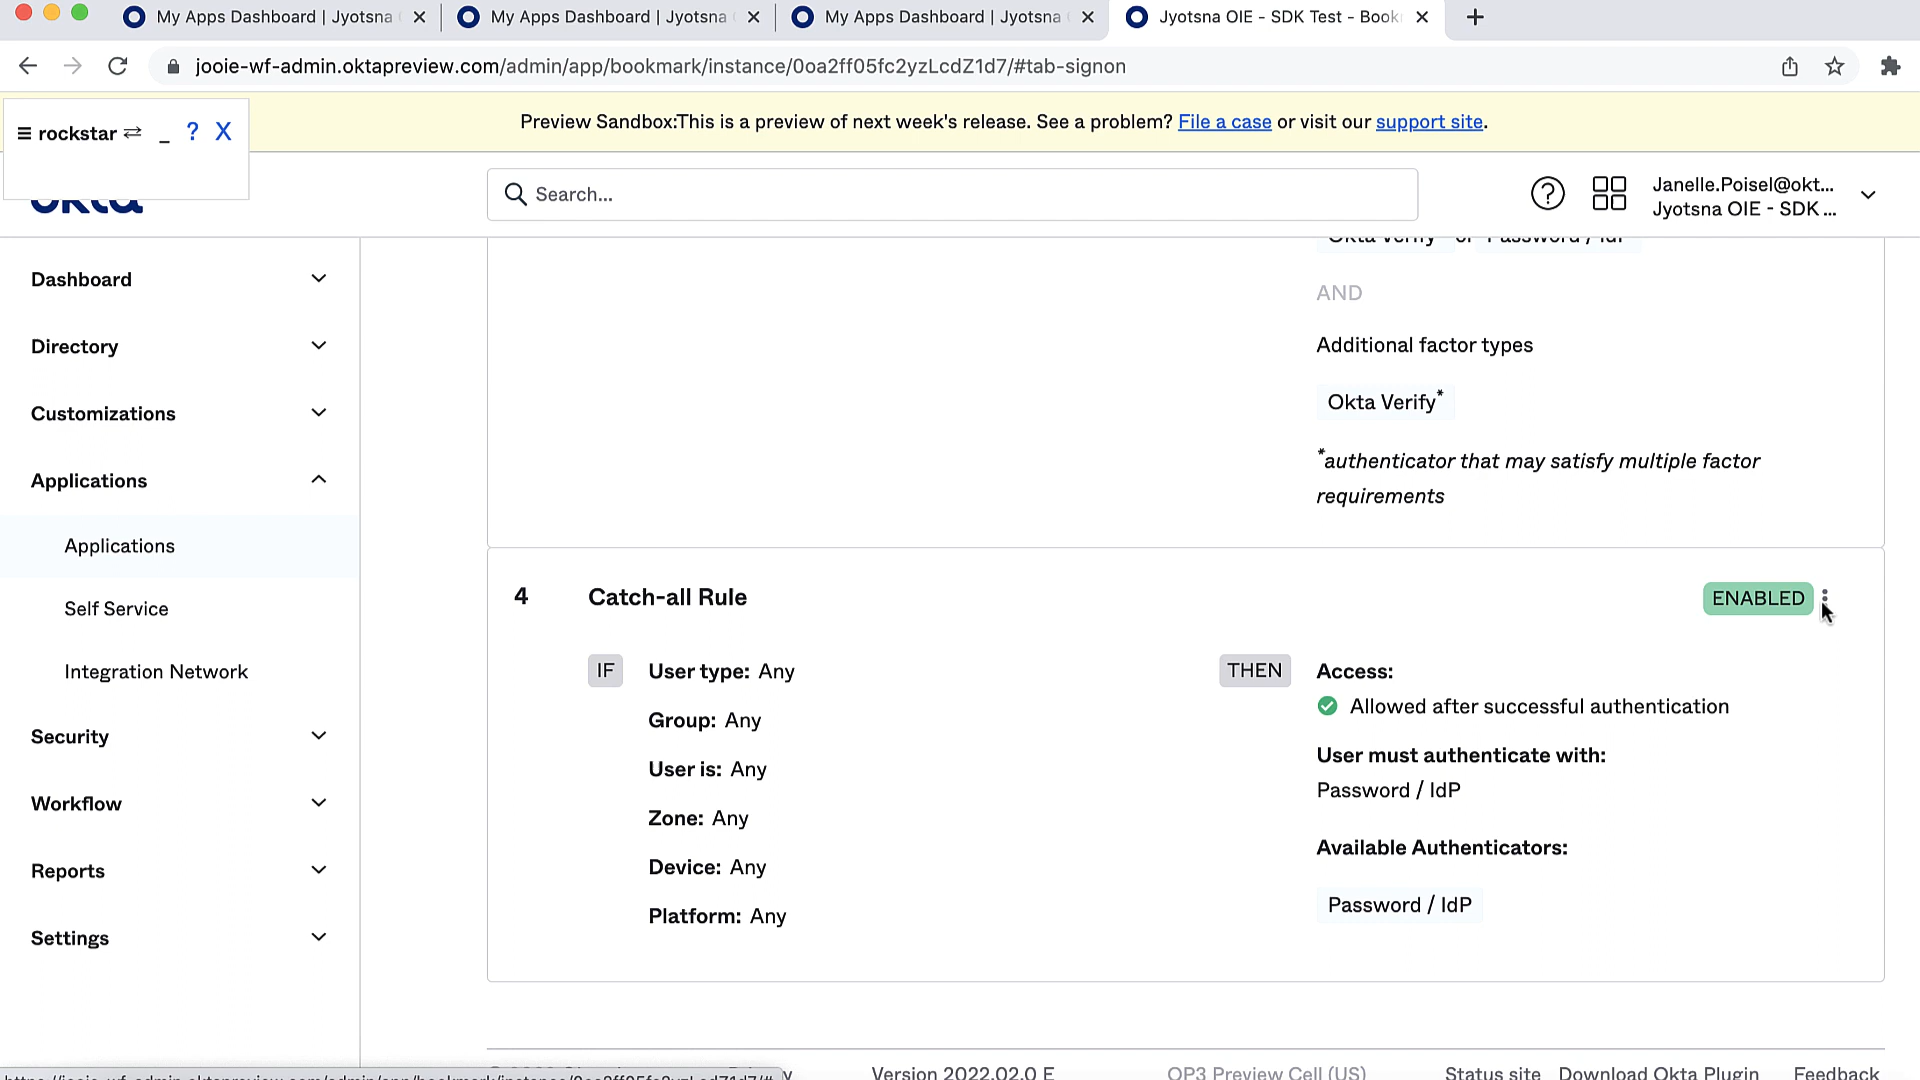 My Apps Dashboard | Jyotsna
My Apps Dashboard | Jyotsna
My Apps Dashboard | Jyotsna
Jyotsna OIE - SDK Test - Book
jooie-wf-admin.oktapreview.com/admin/app/bookmark/instance/0oa2ff05fc2yzLcdZ1d7/#tab-signon
rockstar ⇄ _ ? X
Preview Sandbox:This is a preview of next week's release. See a problem? File a case or visit our support site.
okta
Search...
Janelle.Poisel@okt...
Jyotsna OIE - SDK ...
Dashboard
Directory
Customizations
Applications
Applications
Self Service
Integration Network
Security
Workflow
Reports
Settings
Okta Verify or Password / IdP
AND
Additional factor types
Okta Verify*
*authenticator that may satisfy multiple factor
requirements
4 Catch-all Rule ENABLED
IF User type: Any
Group: Any
User is: Any
Zone: Any
Device: Any
Platform: Any
THEN Access:
Allowed after successful authentication
User must authenticate with:
Password / IdP
Available Authenticators:
Password / IdP
Version 2022.02.0 E OP3 Preview Cell (US) Status site Download Okta Plugin Feedback